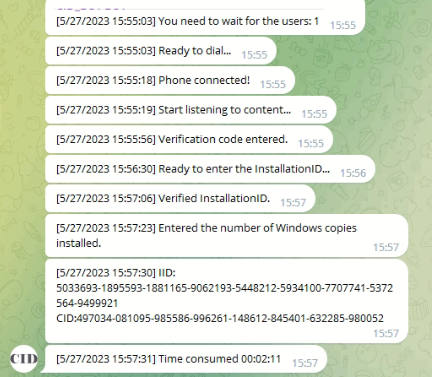 [5/27/2023 15:55:03] You need to wait for the users: 1 15:55
[5/27/2023 15:55:03] Ready to dial... 15:55
[5/27/2023 15:55:18] Phone connected! 15:55
[5/27/2023 15:55:19] Start listening to content... 15:55
[5/27/2023 15:55:56] Verification code entered. 15:55
[5/27/2023 15:56:30] Ready to enter the InstallationID... 15:56
[5/27/2023 15:57:06] Verified InstallationID. 15:57
[5/27/2023 15:57:23] Entered the number of Windows copies
installed. 15:57
[5/27/2023 15:57:30] IID:
5033693-1895593-1881165-9062193-5448212-5934100-7707741-5372
564-9499921
CID:497034-081095-985586-996261-148612-845401-632285-980052
15:57
CID
[5/27/2023 15:57:31] Time consumed 00:02:11 15:57